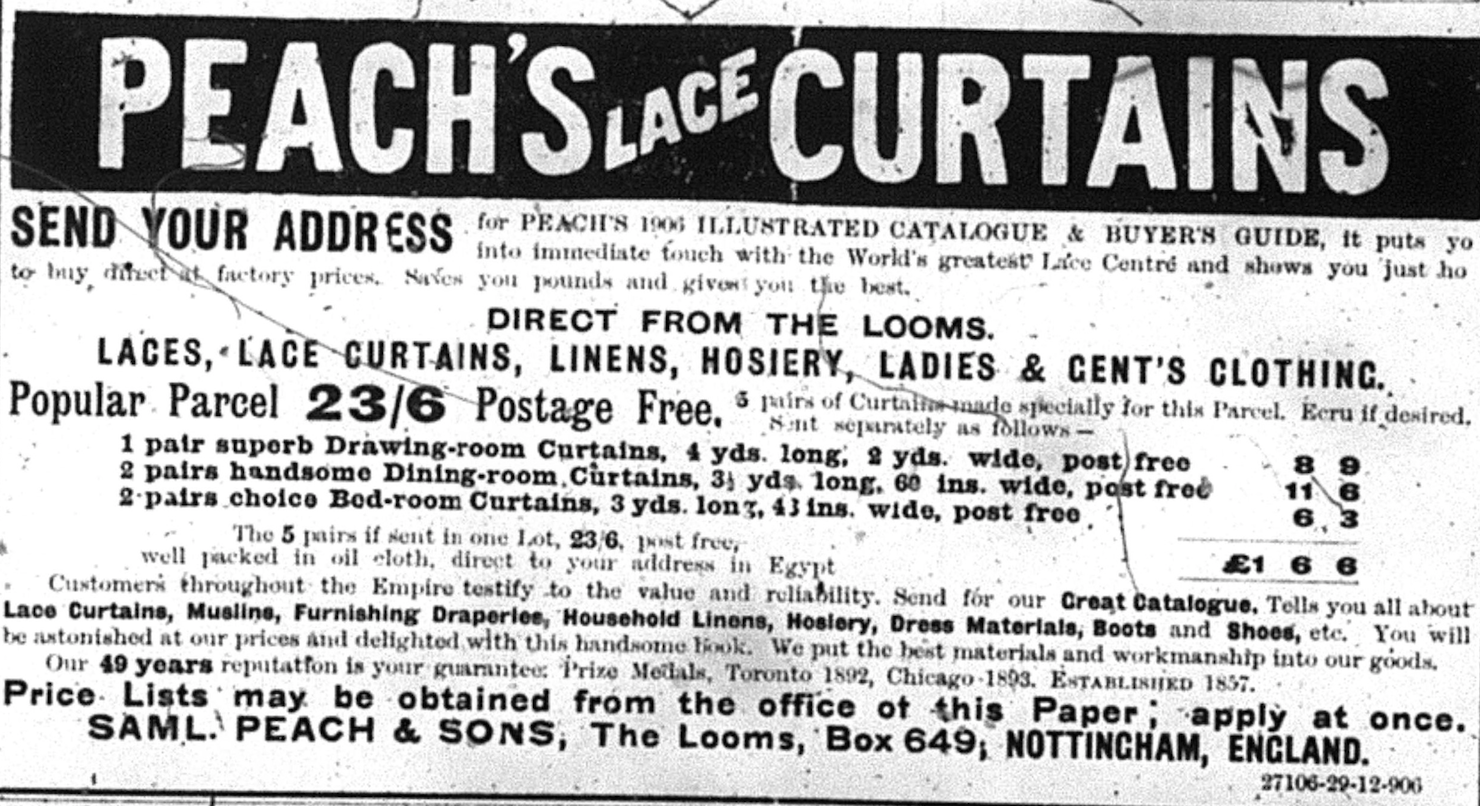 PEACH'S LACE CURTAINS
SEND YOUR ADDRESS for PEACH'S 1906 ILLUSTRATED CATALOGUE & BUYER'S GUIDE, it puts yo
into immediate touch with the World's greatest Lace Centre and shows you just ho
to buy direct at factory prices. Saves you pounds and gives you the best.
DIRECT FROM THE LOOMS.
LACES, LACE CURTAINS, LINENS, HOSIERY, LADIES & GENT'S CLOTHING.
Popular Parcel 23/6 Postage Free. 5 pairs of Curtains made specially for this Parcel. Ecru if desired.
Sent separately as follows—
1 pair superb Drawing-room Curtains, 4 yds. long, 2 yds. wide, post free 8 9
2 pairs handsome Dining-room Curtains, 3½ yds. long, 60 ins. wide, post free 11 6
2 pairs choice Bed-room Curtains, 3 yds. long, 43 ins. wide, post free 6 3
The 5 pairs if sent in one Lot, 23/6, post free,
well packed in oil cloth, direct to your address in Egypt £1 6 6
Customers throughout the Empire testify to the value and reliability. Send for our Great Catalogue. Tells you all about
Lace Curtains, Muslins, Furnishing Draperies, Household Linens, Hosiery, Dress Materials, Boots and Shoes, etc. You will
be astonished at our prices and delighted with this handsome book. We put the best materials and workmanship into our goods.
Our 49 years reputation is your guarantee. Prize Medals, Toronto 1892, Chicago 1893. ESTABLISHED 1857.
Price Lists may be obtained from the office of this Paper; apply at once.
SAML. PEACH & SONS, The Looms, Box 649, NOTTINGHAM, ENGLAND.
27106-29-12-906